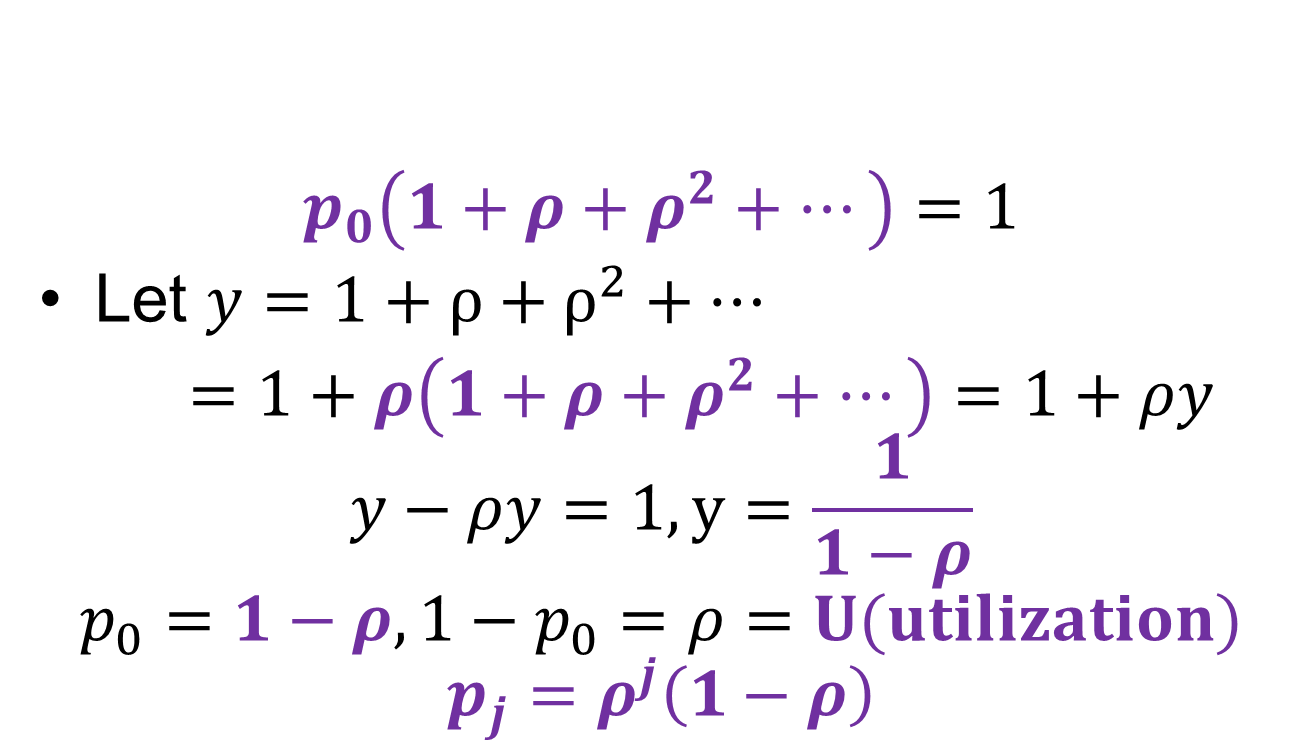 p₀(1 + ρ + ρ² + ⋯) = 1
• Let y = 1 + ρ + ρ² + ⋯
= 1 + ρ(1 + ρ + ρ² + ⋯) = 1 + ρy
y − ρy = 1, y = 1/(1 − ρ)
p₀ = 1 − ρ, 1 − p₀ = ρ = U(utilization)
pⱼ = ρʲ(1 − ρ)